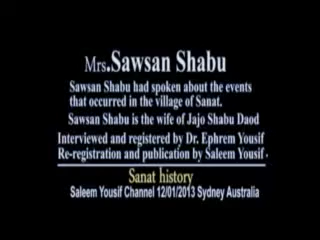 Mrs.Sawsan Shabu
Sawsan Shabu had spoken about the events
that occurred in the village of Sanat.
Sawsan Shabu is the wife of Jajo Shabu Daod
Interviewed and registered by Dr. Ephrem Yousif
Re-registration and publication by Saleem Yousif.
Sanat history
Saleem Yousif Channel 12/01/2013 Sydney Australia